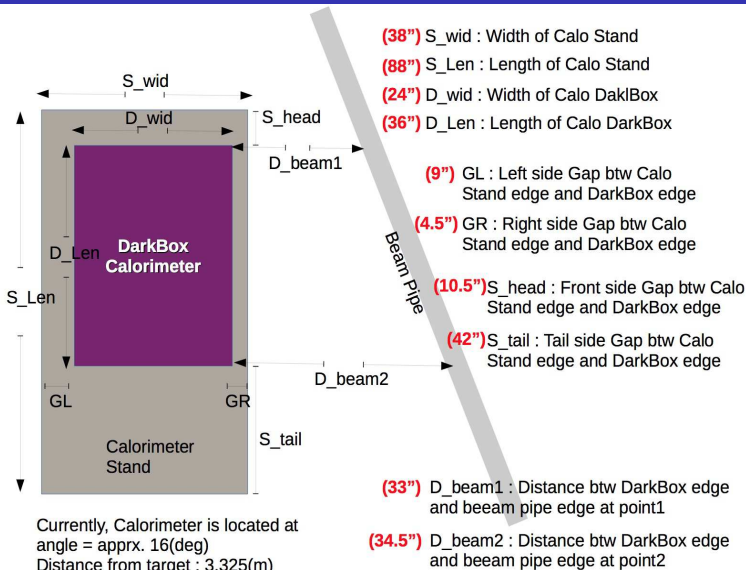 S_wid
D_wid
S_head
D_beam1
DarkBox
Calorimeter
D_Len
S_Len
Beam Pipe
D_beam2
GL
GR
S_tail
Calorimeter
Stand
Currently, Calorimeter is located at
angle = apprx. 16(deg)
Distance from target : 3.325(m)
(38”) S_wid : Width of Calo Stand
(88”) S_Len : Length of Calo Stand
(24”) D_wid : Width of Calo DaklBox
(36”) D_Len : Length of Calo DarkBox
(9”) GL : Left side Gap btw Calo
Stand edge and DarkBox edge
(4.5”) GR : Right side Gap btw Calo
Stand edge and DarkBox edge
(10.5”) S_head : Front side Gap btw Calo
Stand edge and DarkBox edge
(42”) S_tail : Tail side Gap btw Calo
Stand edge and DarkBox edge
(33”) D_beam1 : Distance btw DarkBox edge
and beeam pipe edge at point1
(34.5”) D_beam2 : Distance btw DarkBox edge
and beeam pipe edge at point2